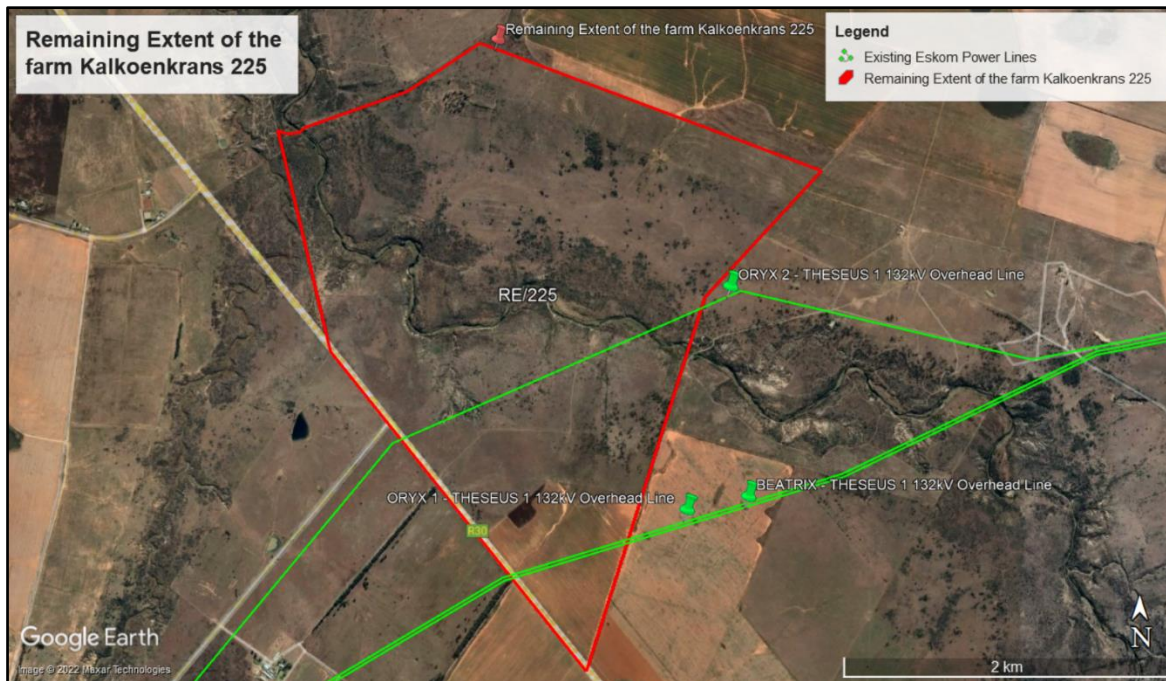 Remaining Extent of the
farm Kalkoenkrans 225
Remaining Extent of the farm Kalkoenkrans 225
Legend
Existing Eskom Power Lines
Remaining Extent of the farm Kalkoenkrans 225
ORYX 2 - THESEUS 1 132kV Overhead Line
RE/225
ORYX 1 - THESEUS 1 132kV Overhead Line
BEATRIX - THESEUS 1 132kV Overhead Line
R30
Google Earth
Image © 2022 Maxar Technologies
N
2 km